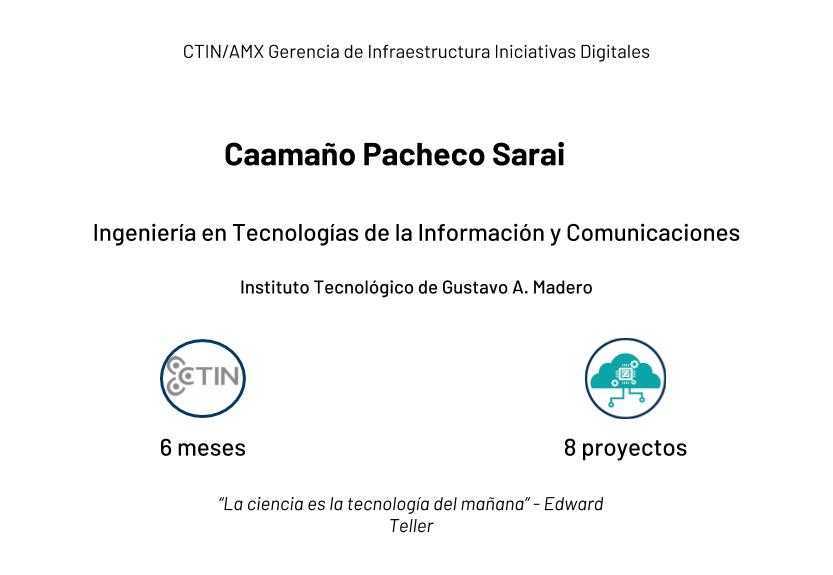 CTIN/AMX Gerencia de Infraestructura Iniciativas Digitales
Caamaño Pacheco Sarai
Ingeniería en Tecnologías de la Información y Comunicaciones
Instituto Tecnológico de Gustavo A. Madero
CTIN
6 meses
8 proyectos
“La ciencia es la tecnología del mañana” - Edward
Teller